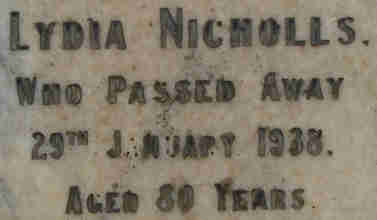 LYDIA NICHOLLS.
WHO PASSED AWAY
29TH JANUARY 1938.
AGED 80 YEARS